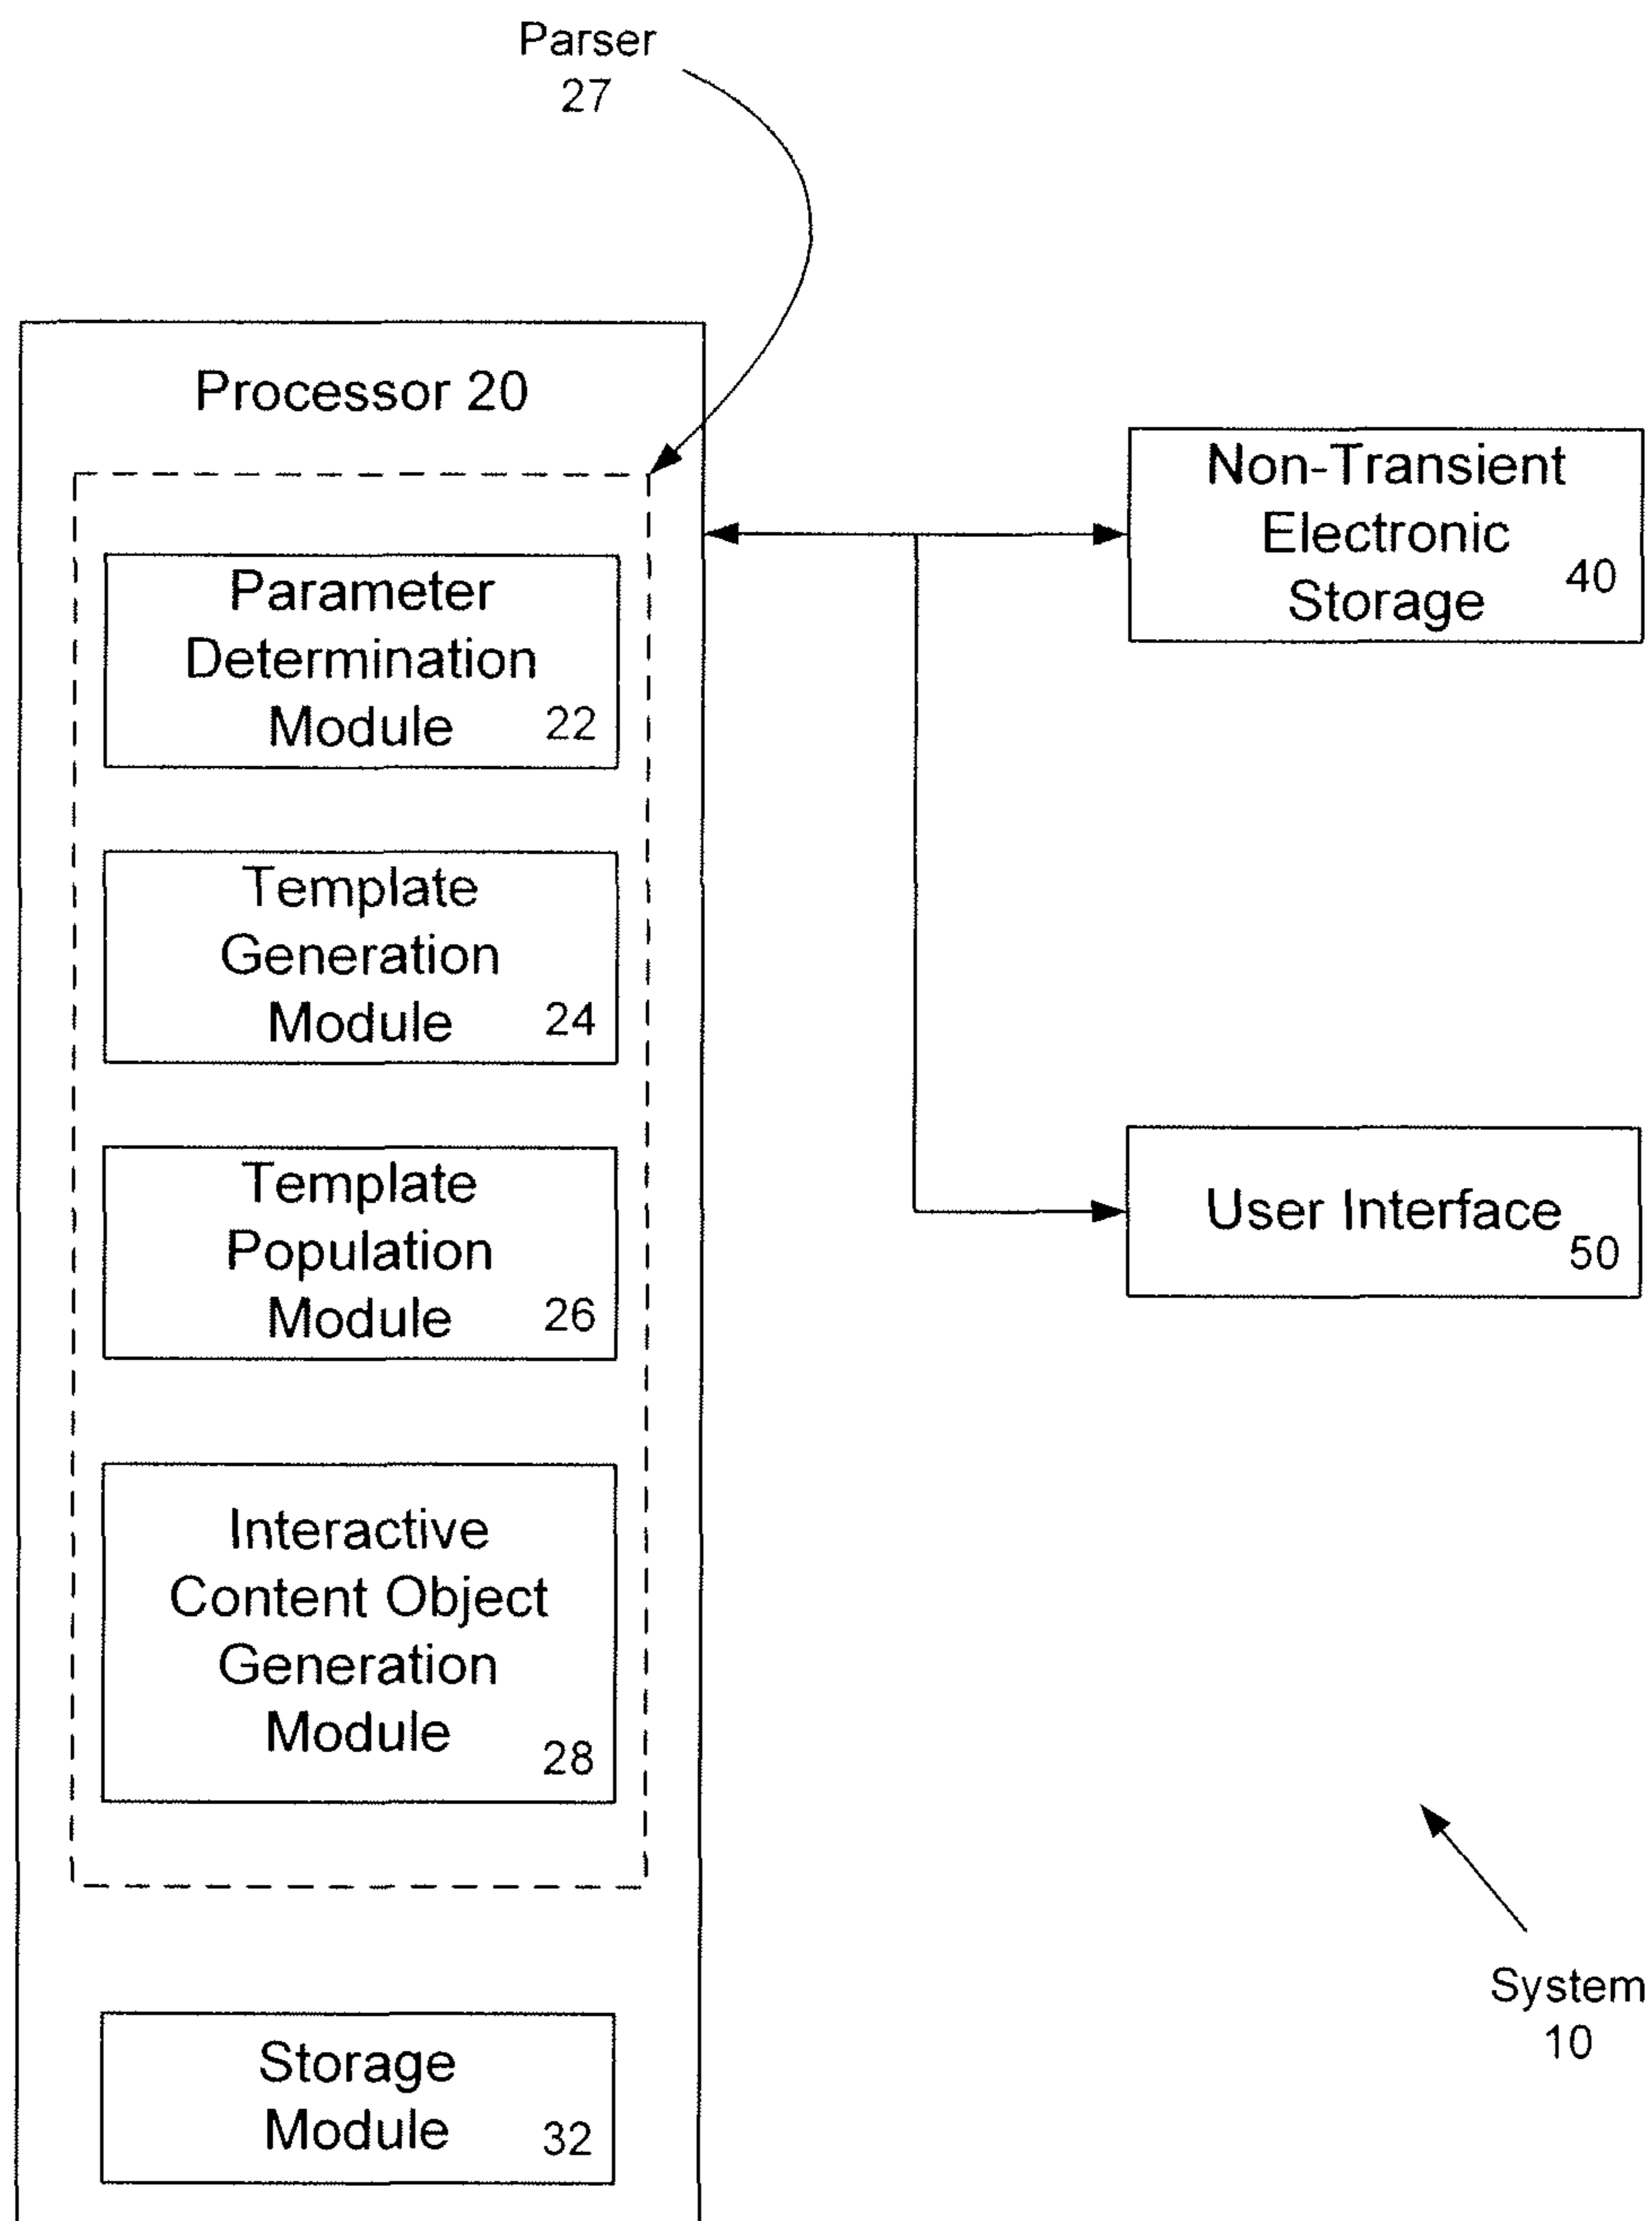 Parser
27
Processor 20
Parameter
Determination
Module 22
Template
Generation
Module 24
Template
Population
Module 26
Interactive
Content Object
Generation
Module
28
Storage
Module 32
Non-Transient
Electronic
Storage 40
User Interface
50
System
10